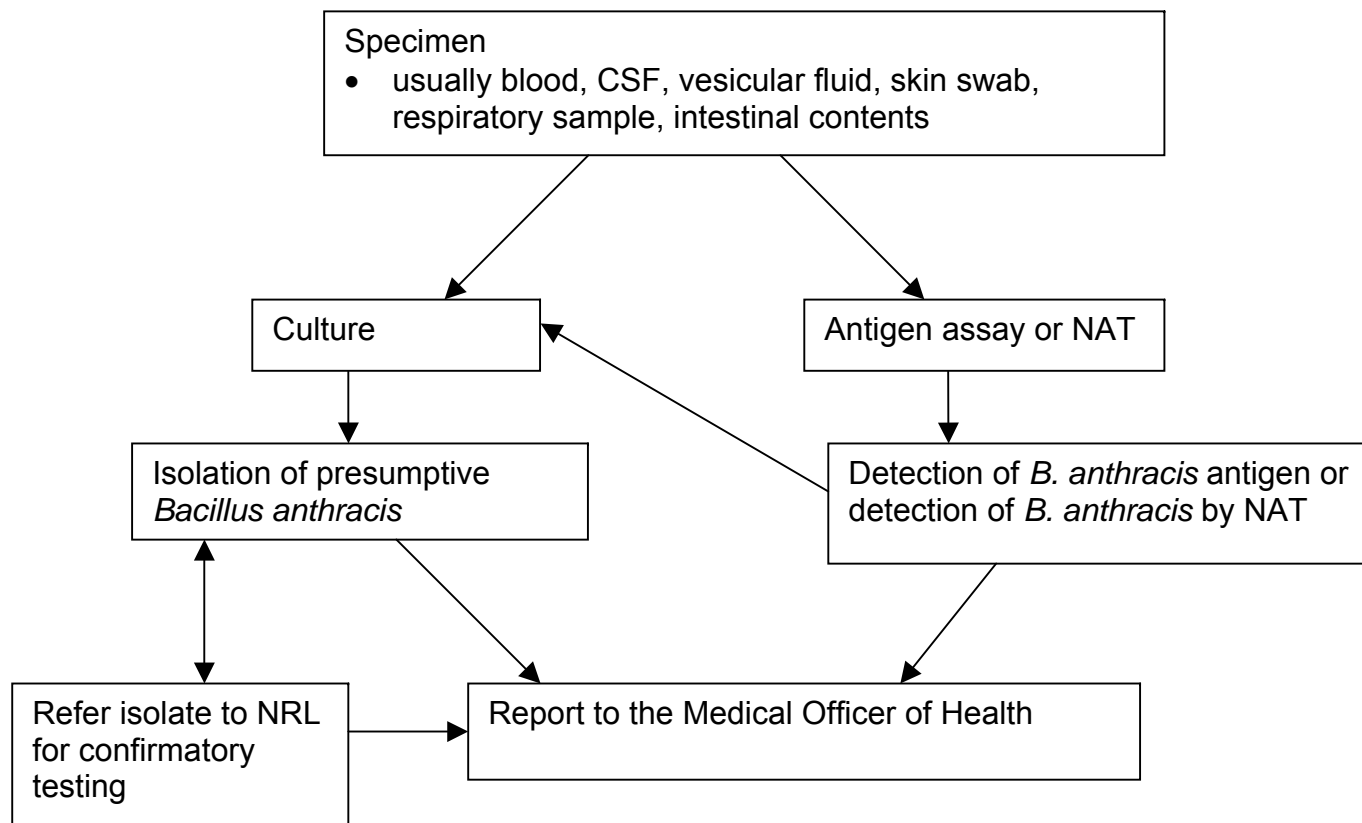 Specimen
• usually blood, CSF, vesicular fluid, skin swab,
respiratory sample, intestinal contents
Culture
Antigen assay or NAT
Isolation of presumptive
Bacillus anthracis
Detection of B. anthracis antigen or
detection of B. anthracis by NAT
Refer isolate to NRL
for confirmatory
testing
Report to the Medical Officer of Health